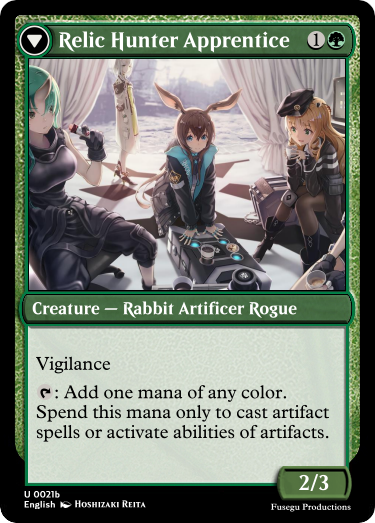 Relic Hunter Apprentice 1
Creature — Rabbit Artificer Rogue
Vigilance
: Add one mana of any color.
Spend this mana only to cast artifact
spells or activate abilities of artifacts.
2/3
U 0021b
English Hoshizaki Reita
Fusegu Productions